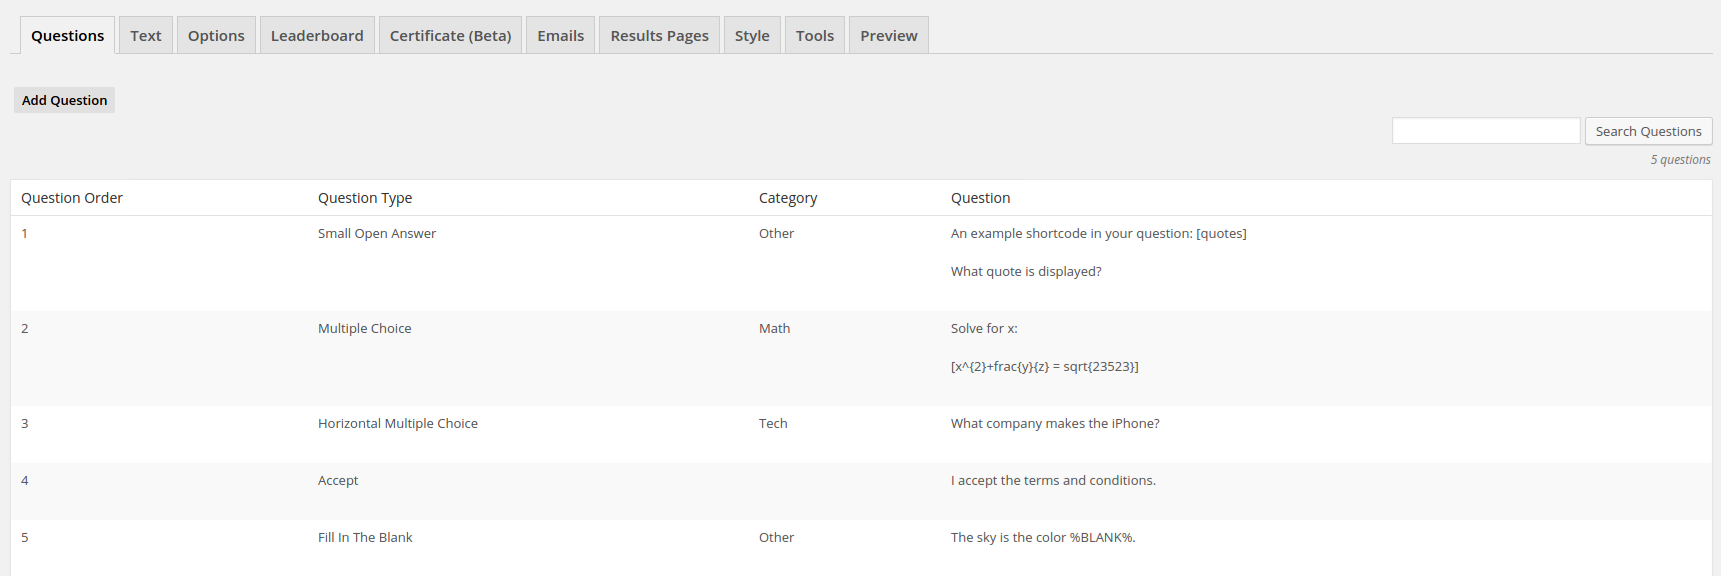 Questions Text Options Leaderboard Certificate (Beta) Emails Results Pages Style Tools Preview
Add Question
Search Questions
5 questions
Question Order Question Type Category Question
1 Small Open Answer Other An example shortcode in your question: [quotes]
What quote is displayed?
2 Multiple Choice Math Solve for x:
[x^{2}+frac{y}{z} = sqrt{23523}]
3 Horizontal Multiple Choice Tech What company makes the iPhone?
4 Accept I accept the terms and conditions.
5 Fill In The Blank Other The sky is the color %BLANK%.